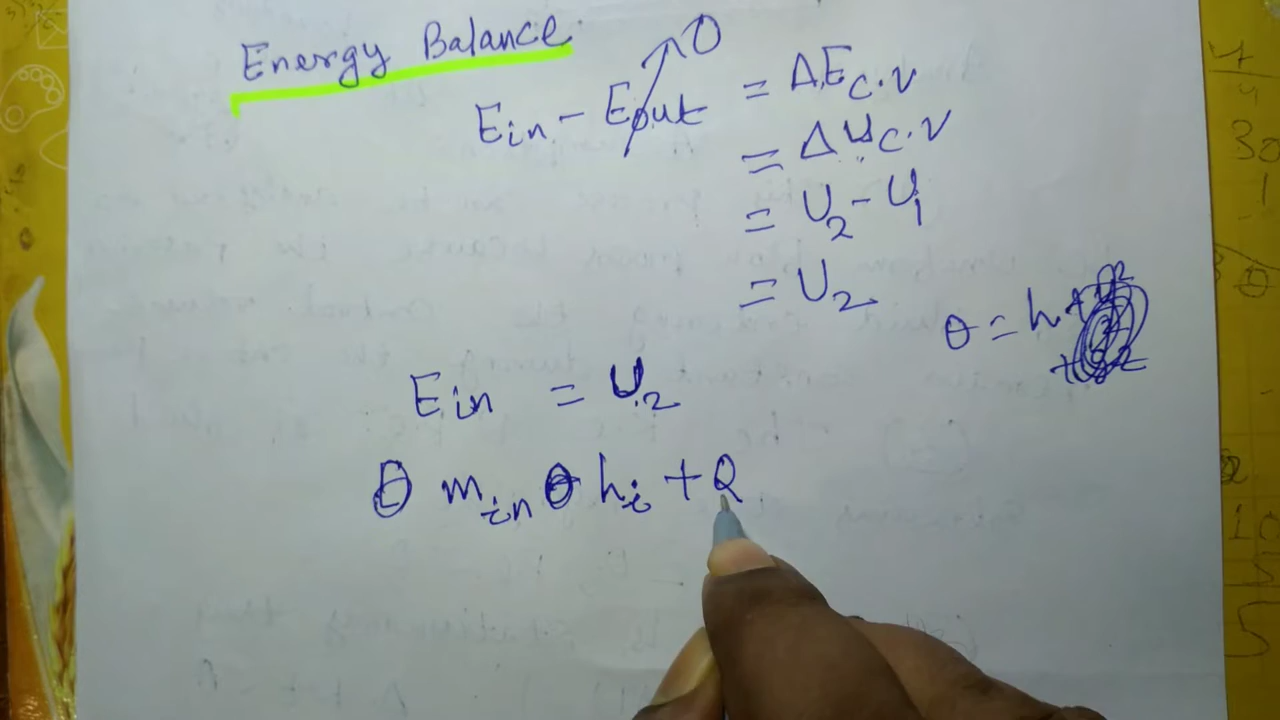 Energy Balance
Ein - Eout ↗ 0 = ΔEC.V
= ΔUC.V
= U2 - U1
= U2
θ = h +
Ein = U2
min θ hi + Q